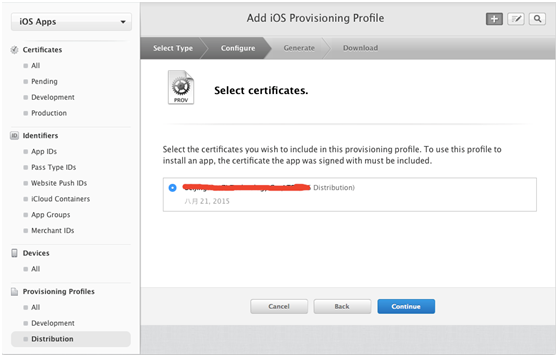 iOS Apps
Add iOS Provisioning Profile
Select Type
Configure
Generate
Download
Certificates
All
Pending
Development
Production
Identifiers
App IDs
Pass Type IDs
Website Push IDs
iCloud Containers
App Groups
Merchant IDs
Devices
All
Provisioning Profiles
All
Development
Distribution
PROV
Select certificates.
Select the certificates you wish to include in this provisioning profile. To use this profile to
install an app, the certificate the app was signed with must be included.
Distribution)
八月 21, 2015
Cancel
Back
Continue